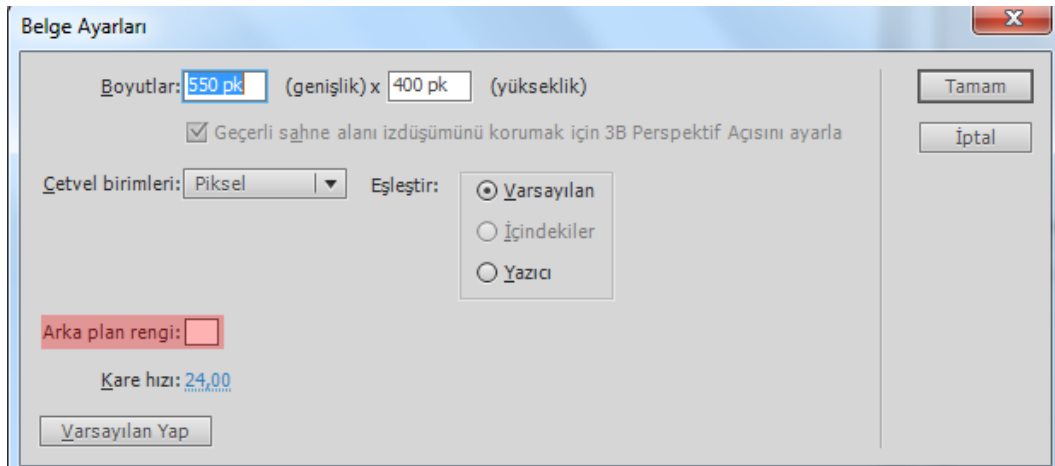 Belge Ayarları
Boyutlar: 550 pk (genişlik) x 400 pk (yükseklik)
Tamam
Geçerli sahne alanı izdüşümünü korumak için 3B Perspektif Açısını ayarla
İptal
Cetvel birimleri: Piksel
Eşleştir:
Varsayılan
İçindekiler
Yazıcı
Arka plan rengi:
Kare hızı: 24,00
Varsayılan Yap